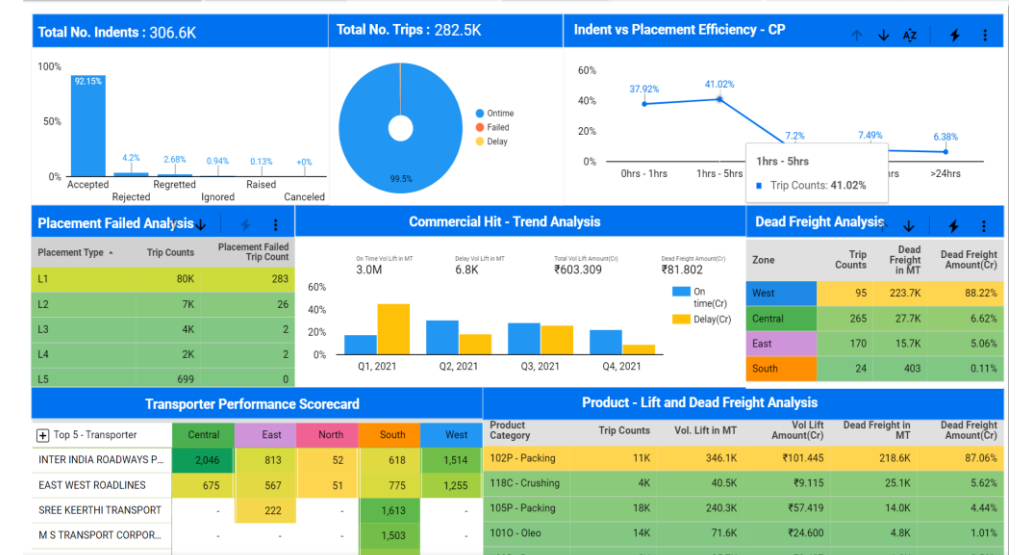 Total No. Indents : 306.6K
100%
50%
0%
92.15%
4.2%
2.68%
0.94%
0.13%
+0%
Accepted
Rejected
Regretted
Ignored
Raised
Canceled
Total No. Trips : 282.5K
99.5%
Ontime
Failed
Delay
Indent vs Placement Efficiency - CP
60%
40%
20%
0%
37.92%
41.02%
7.2%
7.49%
6.38%
0hrs - 1hr
1hrs - 5hrs
rs
>24hrs
1hrs - 5hrs
Trip Counts: 41.02%
Placement Failed Analysis
Placement Type Trip Counts Placement Failed Trip Count
L1 80K 283
L2 7K 26
L3 4K 2
L4 2K 2
L5 699 0
Commercial Hit - Trend Analysis
On Time Vol Lift in MT
3.0M
Delay Vol Lift in MT
6.8K
Total Vol Lift Amount(Cr)
₹603.309
Dead Freight Amount(Cr)
₹81.802
60%
40%
20%
0%
Q1, 2021
Q2, 2021
Q3, 2021
Q4, 2021
On time(Cr)
Delay(Cr)
Dead Freight Analysis
Zone Trip Counts Dead Freight in MT Dead Freight Amount(Cr)
West 95 223.7K 88.22%
Central 265 27.7K 6.62%
East 170 15.7K 5.06%
South 24 403 0.11%
Transporter Performance Scorecard
Top 5 - Transporter Central East North South West
INTER INDIA ROADWAYS P... 2,046 813 52 618 1,514
EAST WEST ROADLINES 675 567 51 775 1,255
SREE KEERTHI TRANSPORT - 222 - 1,613 -
M S TRANSPORT CORPOR... - - - 1,503 -
Product - Lift and Dead Freight Analysis
Product Category Trip Counts Vol. Lift in MT Vol Lift Amount(Cr) Dead Freight in MT Dead Freight Amount(Cr)
102P - Packing 11K 346.1K ₹101.445 218.6K 87.06%
118C - Crushing 4K 40.5K ₹9.115 25.1K 5.62%
105P - Packing 18K 240.3K ₹57.419 14.0K 4.44%
101O - Oleo 14K 71.6K ₹24.600 4.8K 1.01%